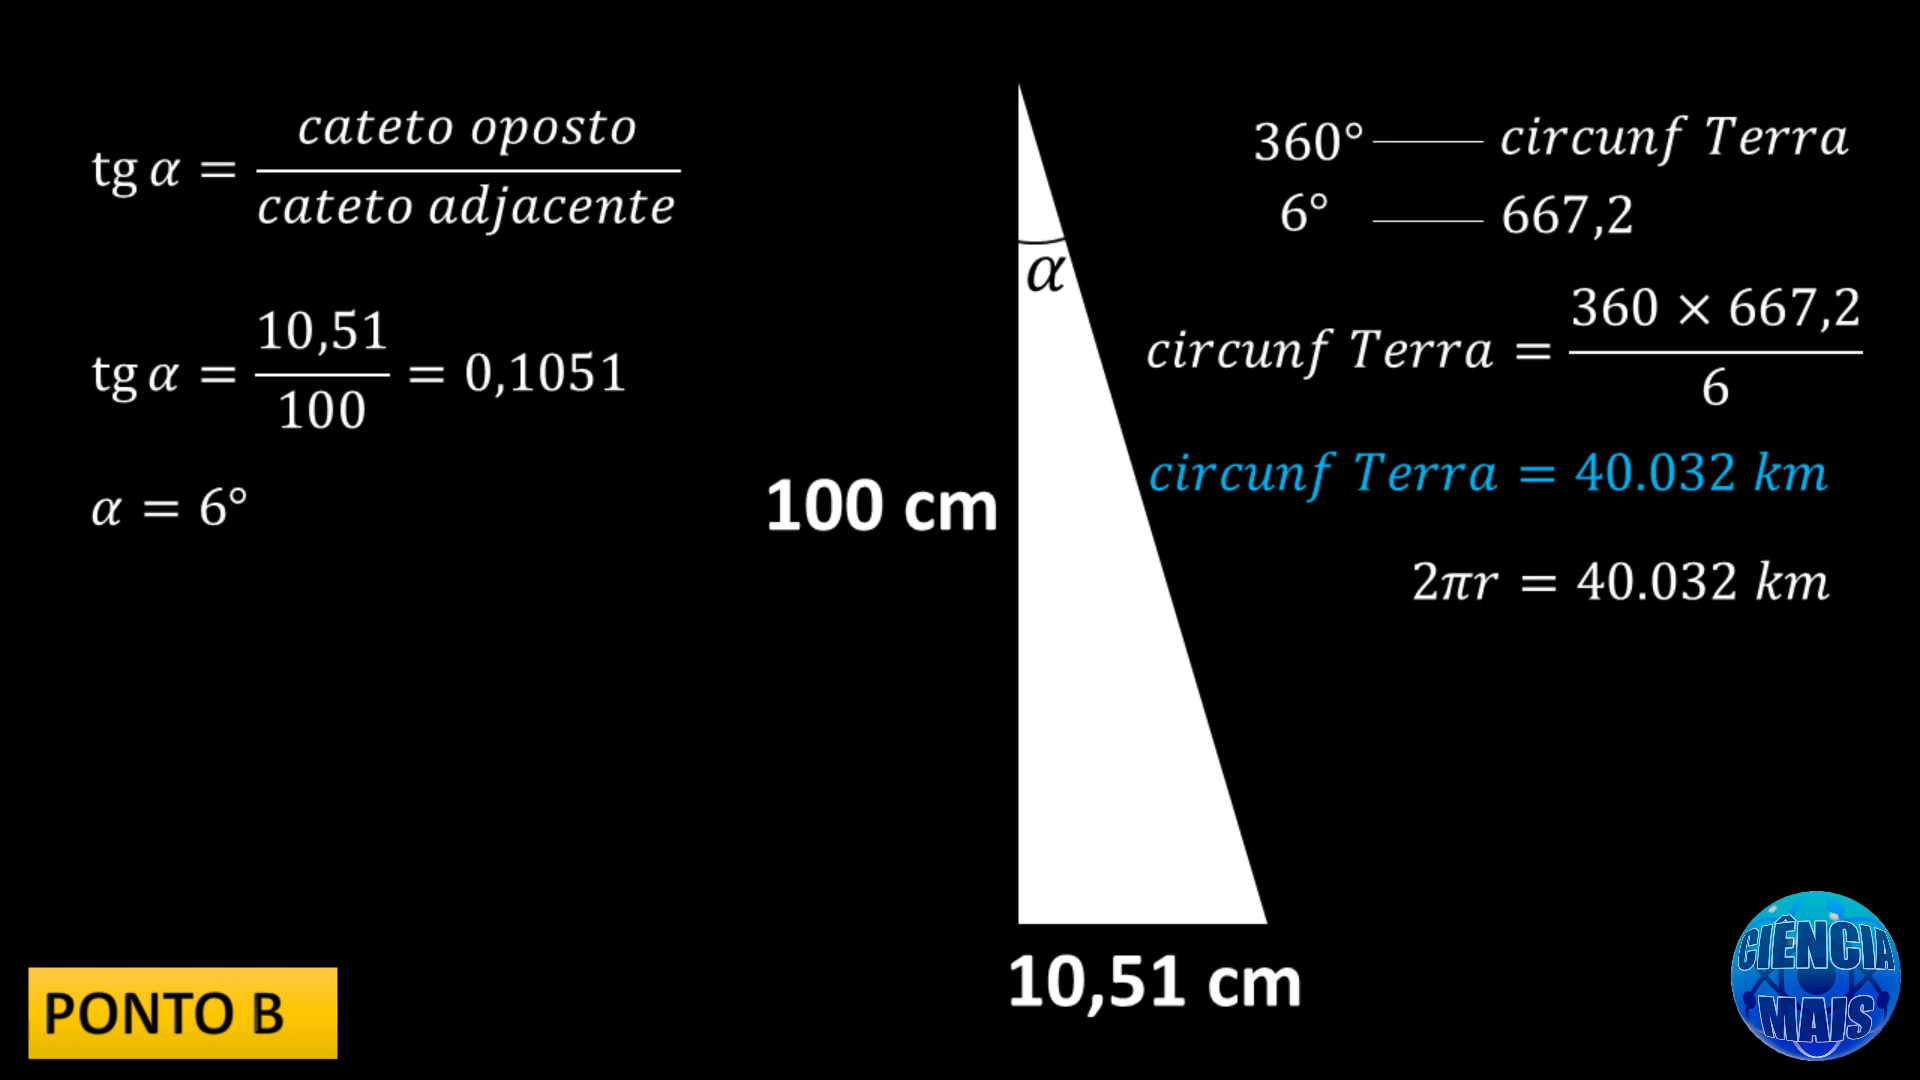 tg α = cateto oposto / cateto adjacente
tg α = 10,51 / 100 = 0,1051
α = 6°
α
100 cm
10,51 cm
360° circunf Terra
6° 667,2
circunf Terra = 360 × 667,2 / 6
circunf Terra = 40.032 km
2πr = 40.032 km
PONTO B
CIÊNCIA
MAIS